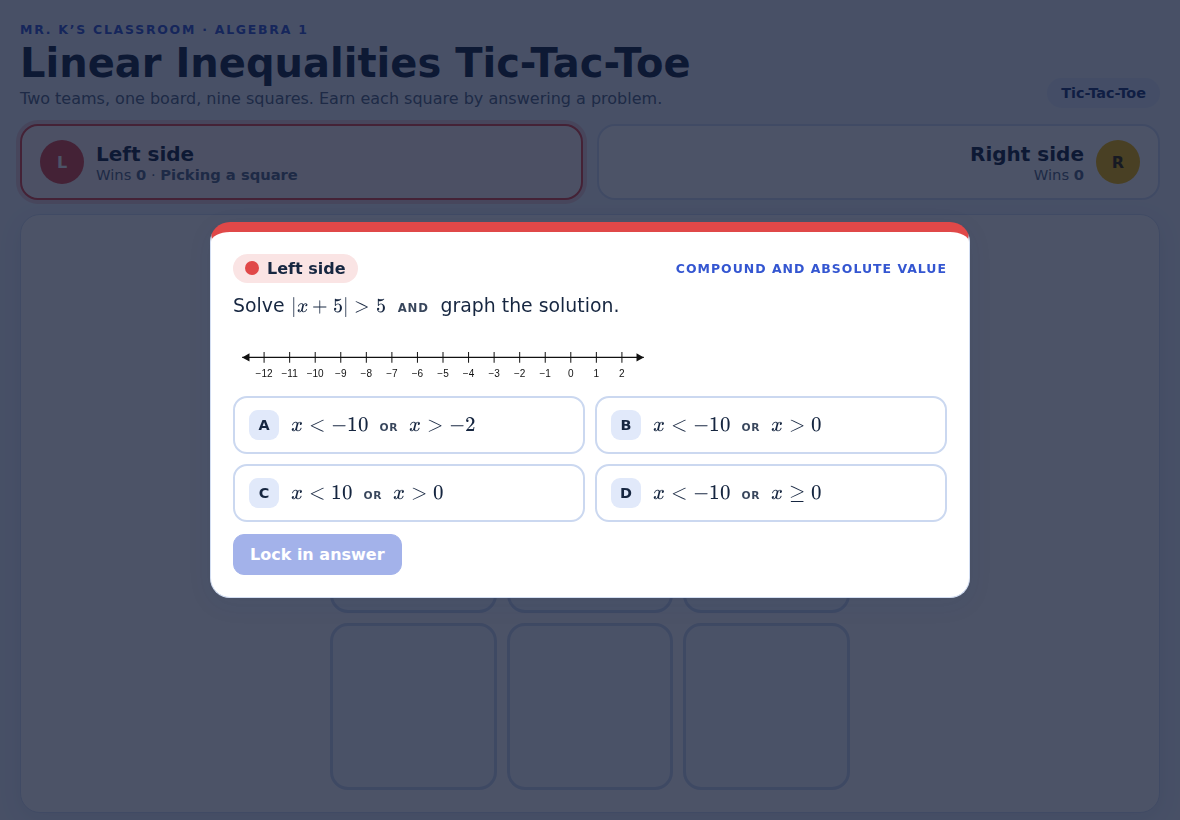 MR. K'S CLASSROOM · ALGEBRA 1
Linear Inequalities Tic-Tac-Toe
Two teams, one board, nine squares. Earn each square by answering a problem.
Tic-Tac-Toe
L
Left side
Wins 0 · Picking a square
Right side
Wins 0
R
Left side
COMPOUND AND ABSOLUTE VALUE
Solve |x + 5| > 5 AND graph the solution.
−12 −11 −10 −9 −8 −7 −6 −5 −4 −3 −2 −1 0 1 2
A x < −10 OR x > −2
B x < −10 OR x > 0
C x < 10 OR x > 0
D x < −10 OR x ≥ 0
Lock in answer